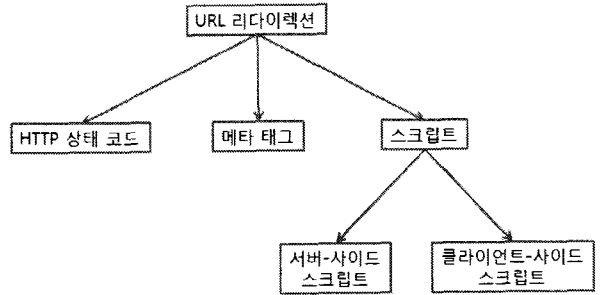 URL 리다이렉션
HTTP 상태 코드
메타 태그
스크립트
서버-사이드
스크립트
클라이언트-사이드
스크립트